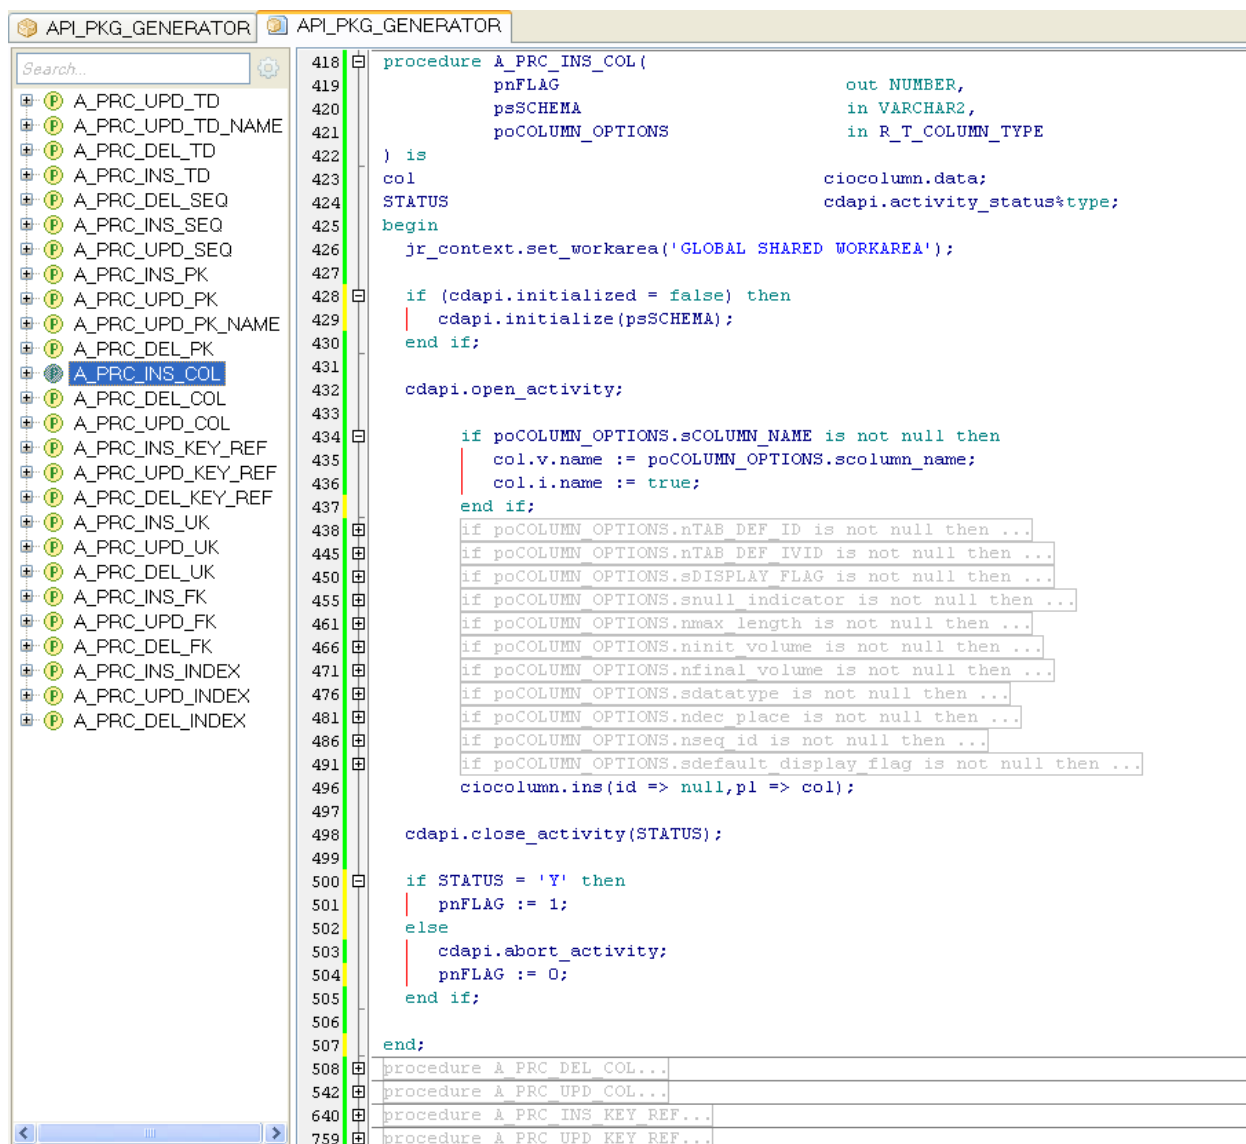 API_PKG_GENERATOR
API_PKG_GENERATOR
Search...
A_PRC_UPD_TD
A_PRC_UPD_TD_NAME
A_PRC_DEL_TD
A_PRC_INS_TD
A_PRC_DEL_SEQ
A_PRC_INS_SEQ
A_PRC_UPD_SEQ
A_PRC_INS_PK
A_PRC_UPD_PK
A_PRC_UPD_PK_NAME
A_PRC_DEL_PK
A_PRC_INS_COL
A_PRC_DEL_COL
A_PRC_UPD_COL
A_PRC_INS_KEY_REF
A_PRC_UPD_KEY_REF
A_PRC_DEL_KEY_REF
A_PRC_INS_UK
A_PRC_UPD_UK
A_PRC_DEL_UK
A_PRC_INS_FK
A_PRC_UPD_FK
A_PRC_DEL_FK
A_PRC_INS_INDEX
A_PRC_UPD_INDEX
A_PRC_DEL_INDEX
418 procedure A_PRC_INS_COL(
419 pnFLAG out NUMBER,
420 psSCHEMA in VARCHAR2,
421 poCOLUMN_OPTIONS in R_T_COLUMN_TYPE
422 ) is
423 col ciocolumn.data;
424 STATUS cdapi.activity_status%type;
425 begin
426 jr_context.set_workarea('GLOBAL SHARED WORKAREA');
427
428 if (cdapi.initialized = false) then
429 cdapi.initialize(psSCHEMA);
430 end if;
431
432 cdapi.open_activity;
433
434 if poCOLUMN_OPTIONS.sCOLUMN_NAME is not null then
435 col.v.name := poCOLUMN_OPTIONS.scolumn_name;
436 col.i.name := true;
437 end if;
438 if poCOLUMN_OPTIONS.nTAB_DEF_ID is not null then ...
445 if poCOLUMN_OPTIONS.nTAB_DEF_IVID is not null then ...
450 if poCOLUMN_OPTIONS.sDISPLAY_FLAG is not null then ...
455 if poCOLUMN_OPTIONS.snull_indicator is not null then ...
461 if poCOLUMN_OPTIONS.nmax_length is not null then ...
466 if poCOLUMN_OPTIONS.ninit_volume is not null then ...
471 if poCOLUMN_OPTIONS.nfinal_volume is not null then ...
476 if poCOLUMN_OPTIONS.sdatatype is not null then ...
481 if poCOLUMN_OPTIONS.ndec_place is not null then ...
486 if poCOLUMN_OPTIONS.nseq_id is not null then ...
491 if poCOLUMN_OPTIONS.sdefault_display_flag is not null then ...
496 ciocolumn.ins(id => null,pl => col);
497
498 cdapi.close_activity(STATUS);
499
500 if STATUS = 'Y' then
501 pnFLAG := 1;
502 else
503 cdapi.abort_activity;
504 pnFLAG := 0;
505 end if;
506
507 end;
508 procedure A_PRC_DEL_COL...
542 procedure A_PRC_UPD_COL...
640 procedure A_PRC_INS_KEY_REF...
759 procedure A_PRC_UPD_KEY_REF...